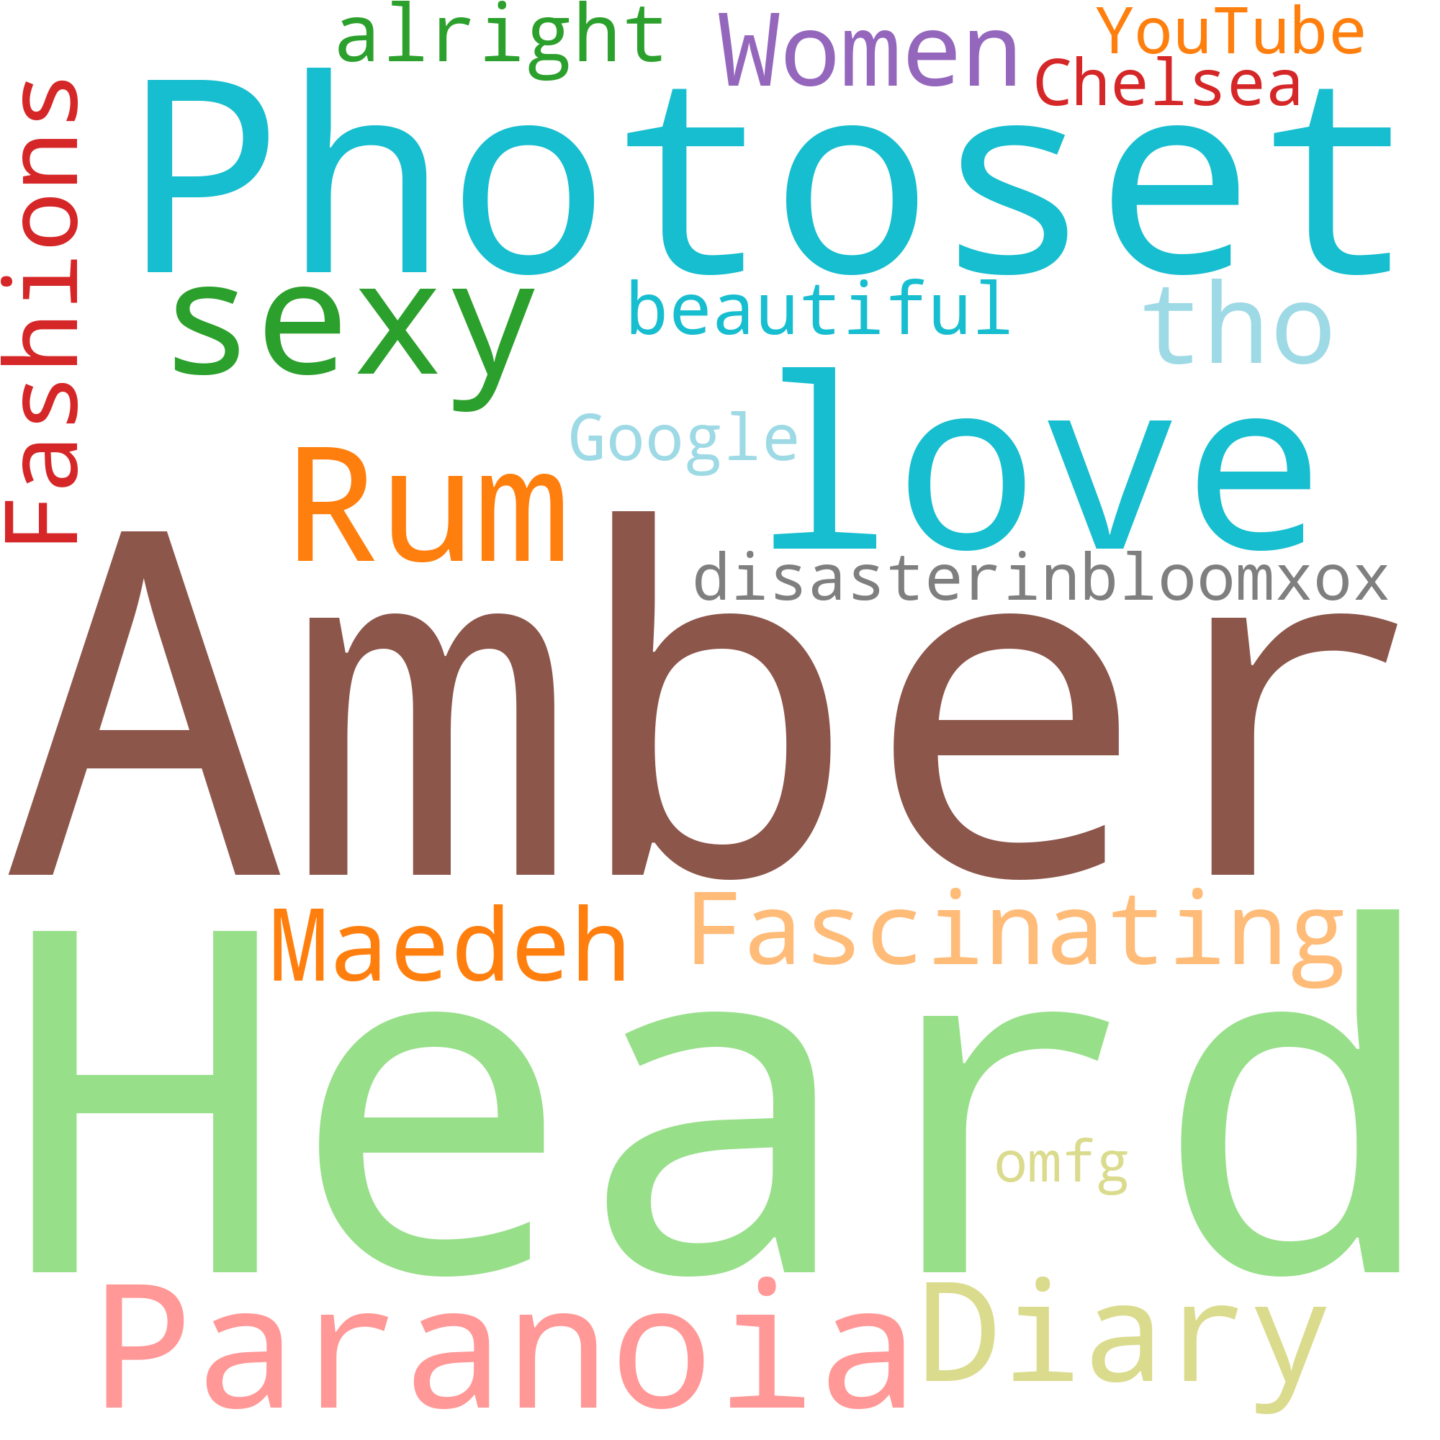 alright
Women
YouTube
Chelsea
Fashions
Photoset
sexy
beautiful
tho
Google
love
Rum
disasterinbloomxox
Amber
Maedeh
Fascinating
Heard
omfg
Paranoia
Diary